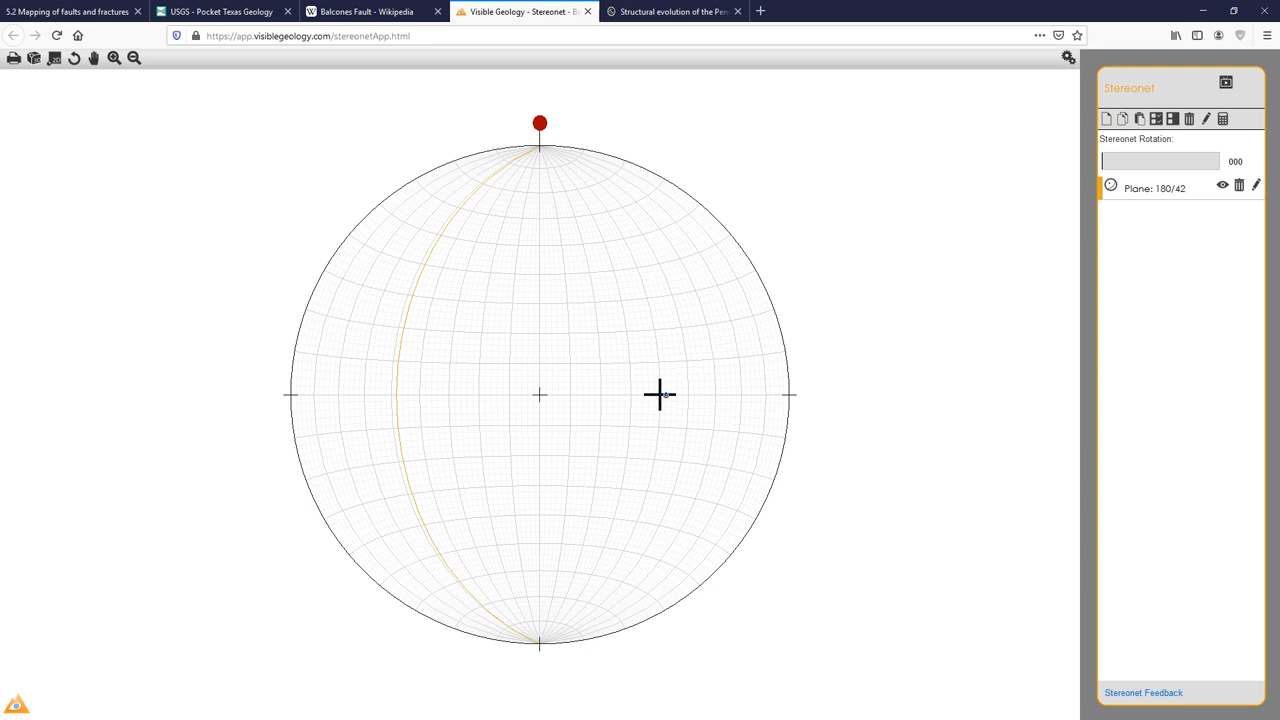 5.2 Mapping of faults and fractures
USGS - Pocket Texas Geology
Balcones Fault - Wikipedia
Visible Geology - Stereonet - B
Structural evolution of the Pen
https://app.visiblegeology.com/stereonetApp.html
Stereonet
Stereonet Rotation:
000
Plane: 180/42
Stereonet Feedback